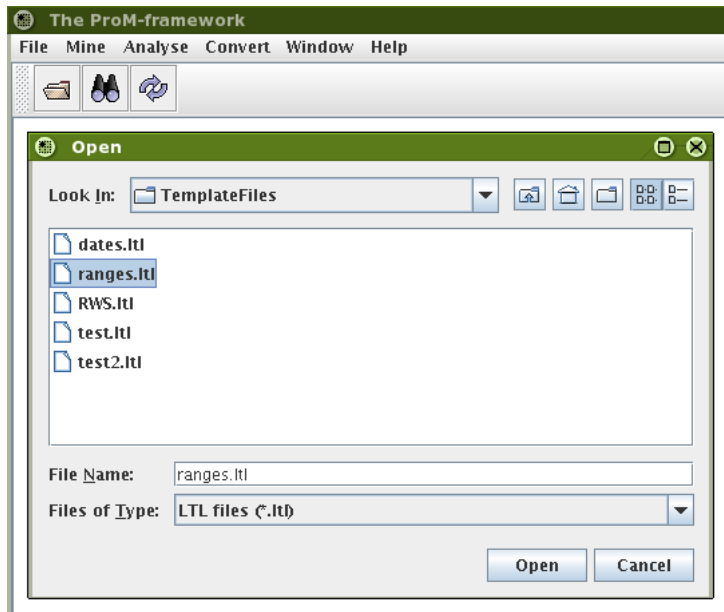 The ProM-framework
File Mine Analyse Convert Window Help
Open
Look In: TemplateFiles
dates.ltl
ranges.ltl
RWS.ltl
test.ltl
test2.ltl
File Name: ranges.ltl
Files of Type: LTL files (*.ltl)
Open Cancel